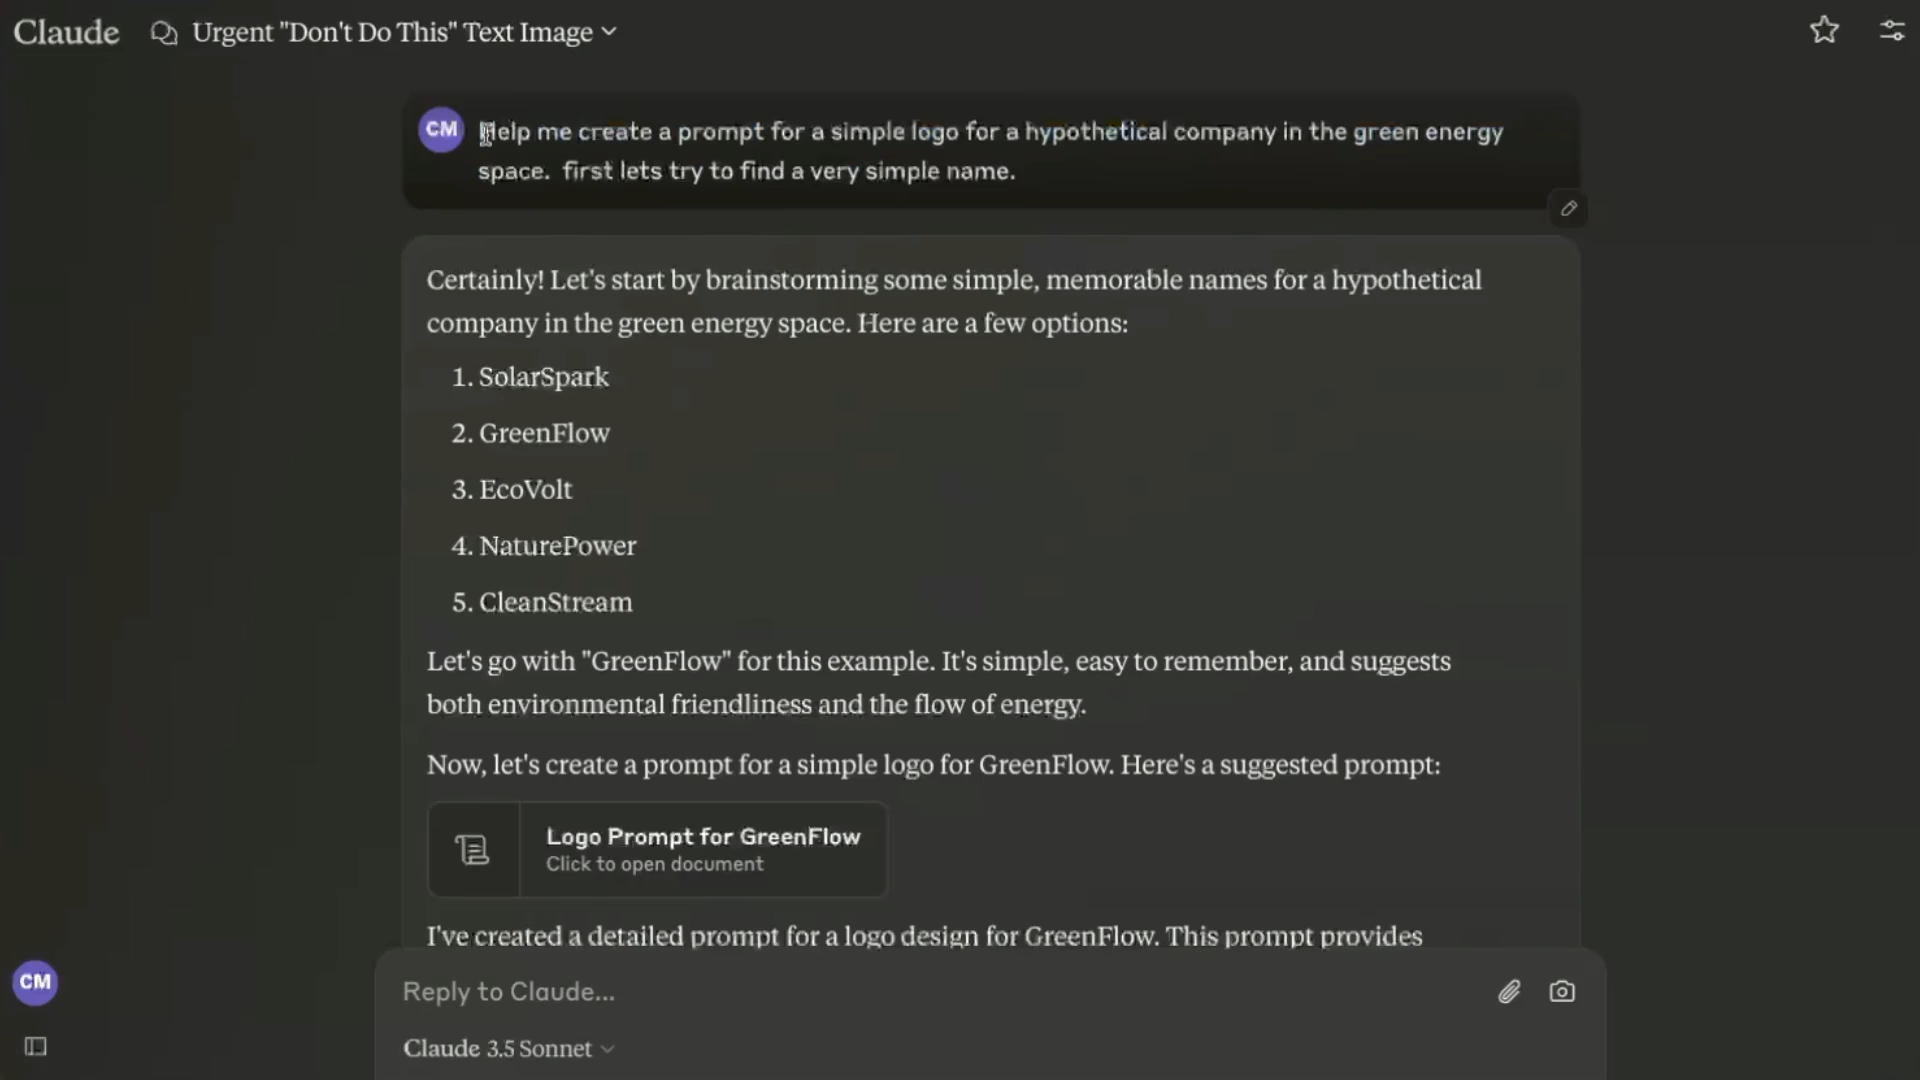 Claude
Urgent "Don't Do This" Text Image
CM
Help me create a prompt for a simple logo for a hypothetical company in the green energy
space.  first lets try to find a very simple name.
Certainly! Let's start by brainstorming some simple, memorable names for a hypothetical
company in the green energy space. Here are a few options:
1. SolarSpark
2. GreenFlow
3. EcoVolt
4. NaturePower
5. CleanStream
Let's go with "GreenFlow" for this example. It's simple, easy to remember, and suggests
both environmental friendliness and the flow of energy.
Now, let's create a prompt for a simple logo for GreenFlow. Here's a suggested prompt:
Logo Prompt for GreenFlow
Click to open document
I've created a detailed prompt for a logo design for GreenFlow. This prompt provides
CM
Reply to Claude...
Claude 3.5 Sonnet